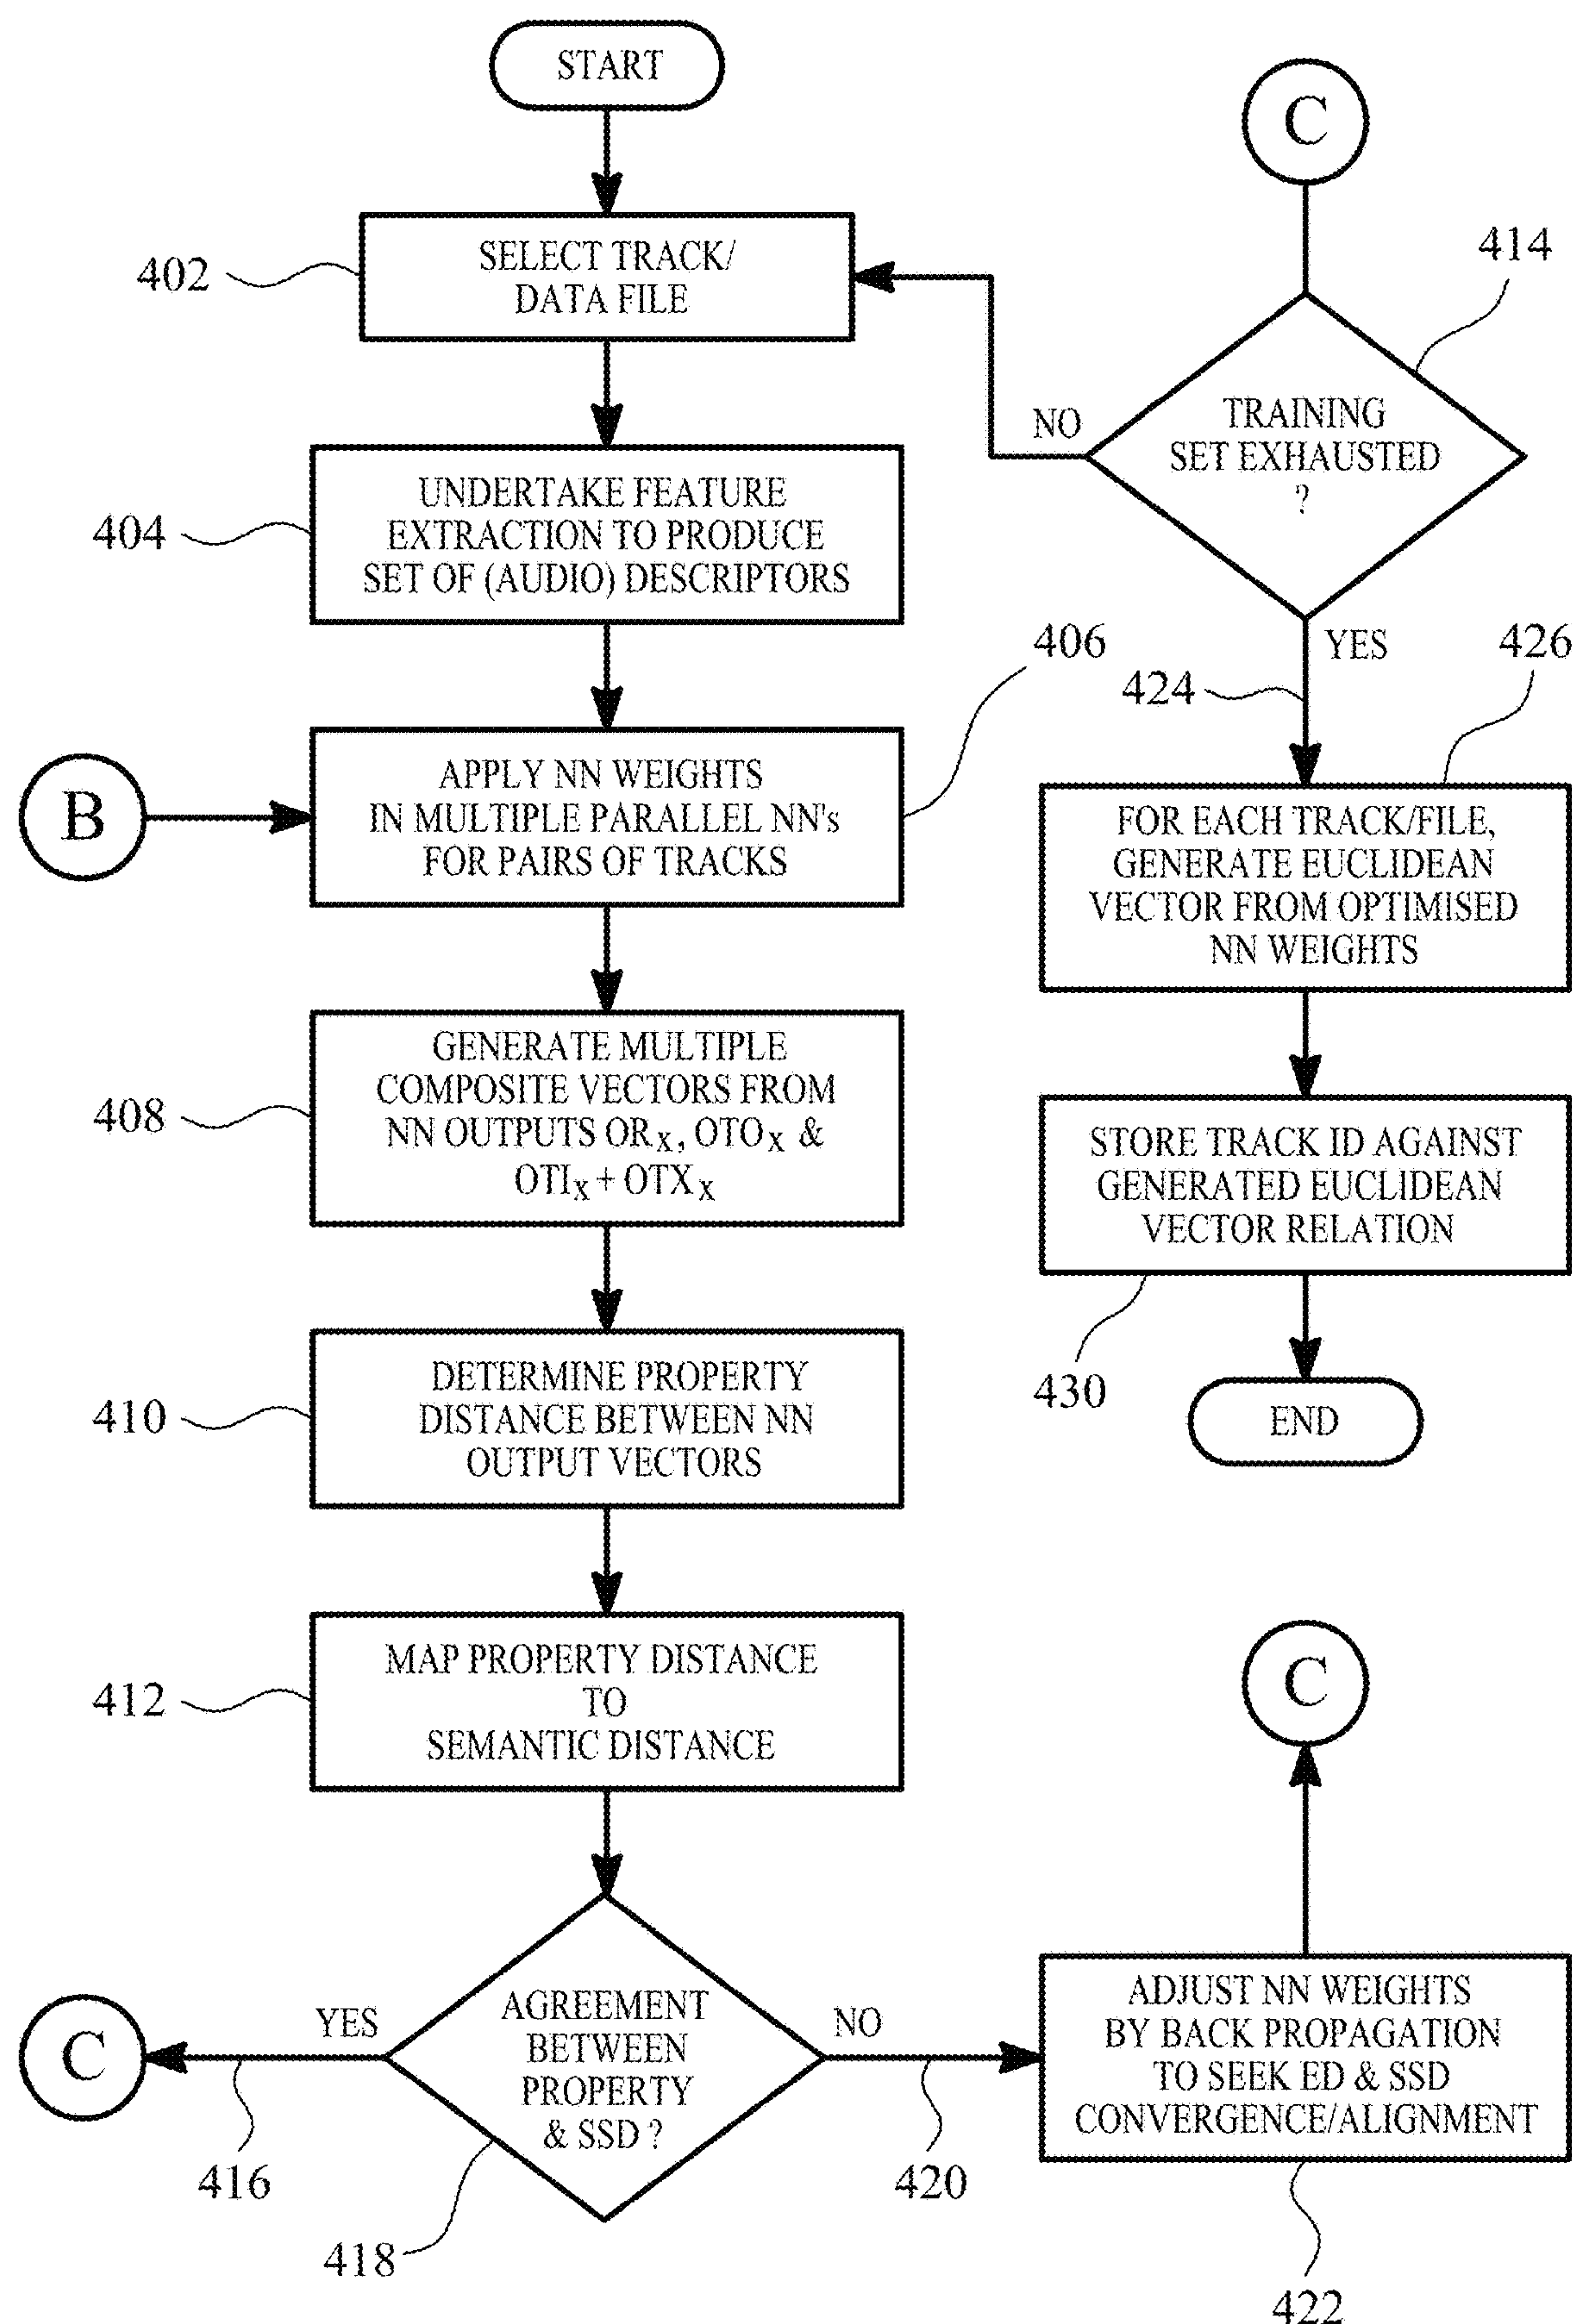 START
402
SELECT TRACK/
DATA FILE
404
UNDERTAKE FEATURE
EXTRACTION TO PRODUCE
SET OF (AUDIO) DESCRIPTORS
406
B
APPLY NN WEIGHTS
IN MULTIPLE PARALLEL NN's
FOR PAIRS OF TRACKS
408
GENERATE MULTIPLE
COMPOSITE VECTORS FROM
NN OUTPUTS ORX, OTOX &
OTIX + OTXX
410
DETERMINE PROPERTY
DISTANCE BETWEEN NN
OUTPUT VECTORS
412
MAP PROPERTY DISTANCE
TO
SEMANTIC DISTANCE
AGREEMENT
BETWEEN
PROPERTY
& SSD ?
418
YES
416
C
NO
420
ADJUST NN WEIGHTS
BY BACK PROPAGATION
TO SEEK ED & SSD
CONVERGENCE/ALIGNMENT
422
C
C
414
TRAINING
SET EXHAUSTED
?
NO
YES
424
426
FOR EACH TRACK/FILE,
GENERATE EUCLIDEAN
VECTOR FROM OPTIMISED
NN WEIGHTS
STORE TRACK ID AGAINST
GENERATED EUCLIDEAN
VECTOR RELATION
430
END